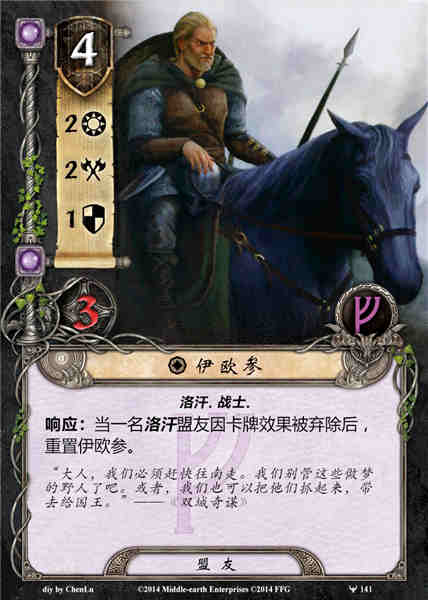 4
2
2
1
3
伊欧参
洛汗. 战士.
响应：当一名洛汗盟友因卡牌效果被弃除后，
重置伊欧参。
“大人，我们必须赶快往南走。我们别管这些做梦
的野人了吧。或者，我们也可以把他们抓起来，带
去给国王。”——《双城奇谋》
盟友
diy by ChenLu ©2014 Middle-earth Enterprises ©2014 FFG 141